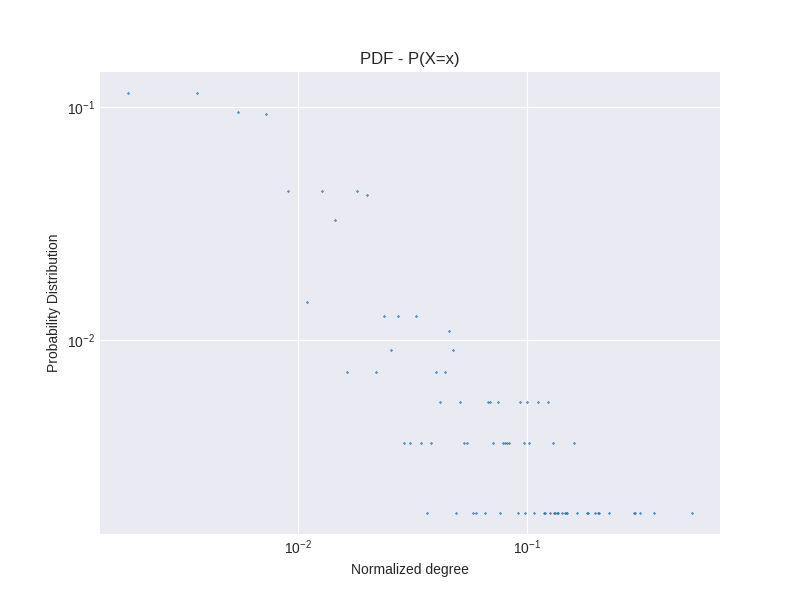 PDF - P(X=x)
10⁻¹
10⁻²
Probability Distribution
10⁻²
10⁻¹
Normalized degree